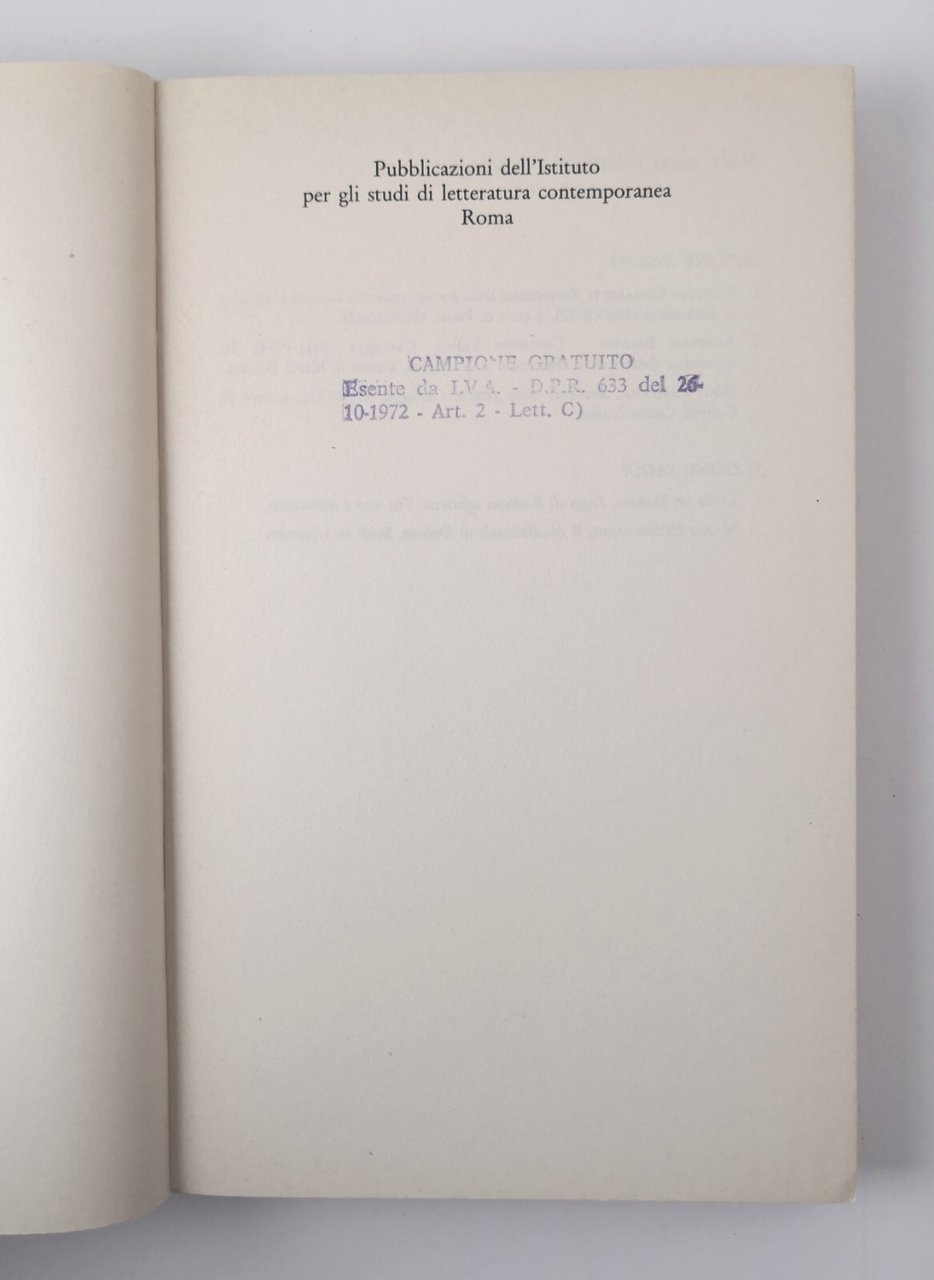 Pubblicazioni dell'Istituto
per gli studi di letteratura contemporanea
Roma
CAMPIONE GRATUITO
Esente da I.V.A. - D.P.R. 633 del 26-
10-1972 - Art. 2 - Lett. C)